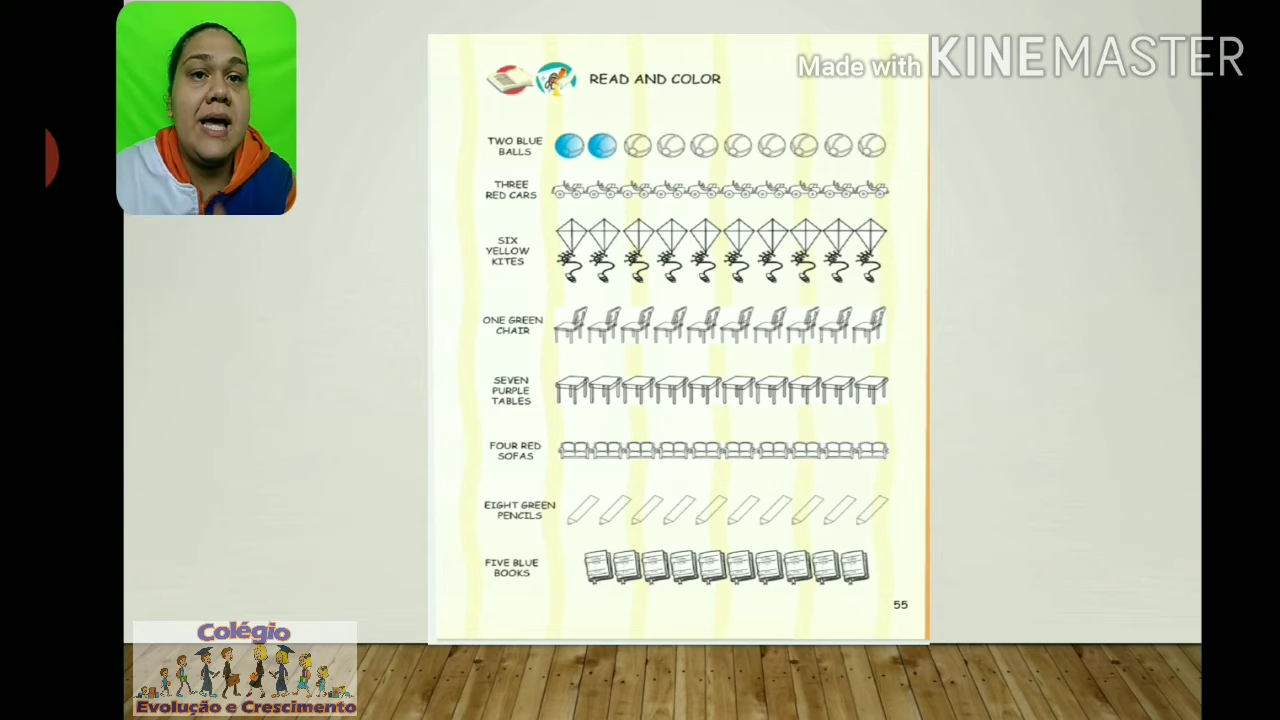 Made with KINEMASTER
READ AND COLOR
TWO BLUE
BALLS
THREE
RED CARS
SIX
YELLOW
KITES
ONE GREEN
CHAIR
SEVEN
PURPLE
TABLES
FOUR RED
SOFAS
EIGHT GREEN
PENCILS
FIVE BLUE
BOOKS
55
Colégio
Evolução e Crescimento